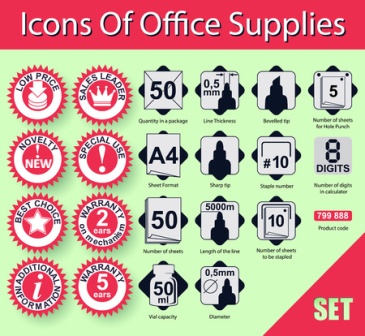 Icons Of Office Supplies
LOW PRICE
SALES LEADER
50
Quantity in a package
0,5
mm
Line Thickness
Bevelled tip
5
Number of sheets
for Hole Punch
NOVELTY
NEW
SPECIAL USE
!
A4
Sheet Format
Sharp tip
#10
Staple number
8
DIGITS
Number of digits
in calculator
BEST CHOICE
WARRANTY
2
ears
on mechanism
50
Number of sheets
5000m
Length of the line
10
Number of sheets
to be stapled
799 888
Product code
ADDITIONAL
i
INFORMATION
WARRANTY
5
ears
50
ml
Vial capacity
0,5mm
Diameter
SET